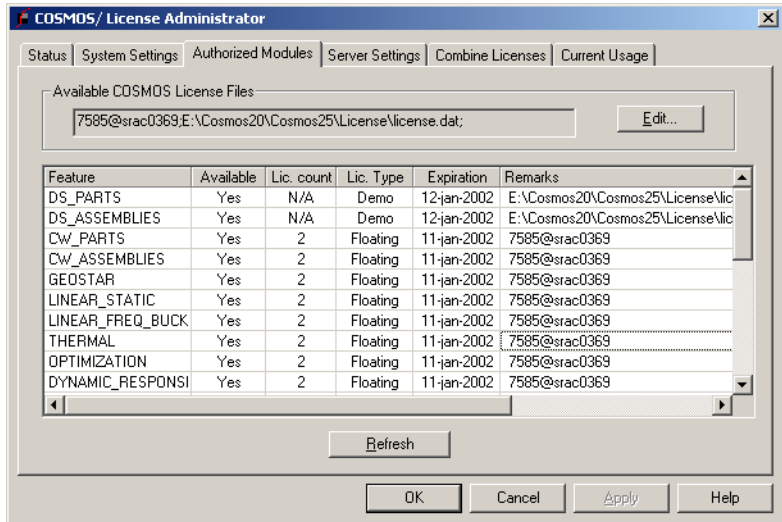 COSMOS/ License Administrator
Status System Settings Authorized Modules Server Settings Combine Licenses Current Usage
Available COSMOS License Files
7585@srac0369;E:\Cosmos20\Cosmos25\License\license.dat; Edit...
Feature Available Lic. count Lic. Type Expiration Remarks
DS_PARTS Yes N/A Demo 12-jan-2002 E:\Cosmos20\Cosmos25\License\lic
DS_ASSEMBLIES Yes N/A Demo 12-jan-2002 E:\Cosmos20\Cosmos25\License\lic
CW_PARTS Yes 2 Floating 11-jan-2002 7585@srac0369
CW_ASSEMBLIES Yes 2 Floating 11-jan-2002 7585@srac0369
GEOSTAR Yes 2 Floating 11-jan-2002 7585@srac0369
LINEAR_STATIC Yes 2 Floating 11-jan-2002 7585@srac0369
LINEAR_FREQ_BUCK Yes 2 Floating 11-jan-2002 7585@srac0369
THERMAL Yes 2 Floating 11-jan-2002 7585@srac0369
OPTIMIZATION Yes 2 Floating 11-jan-2002 7585@srac0369
DYNAMIC_RESPONSI Yes 2 Floating 11-jan-2002 7585@srac0369
Refresh
OK Cancel Apply Help